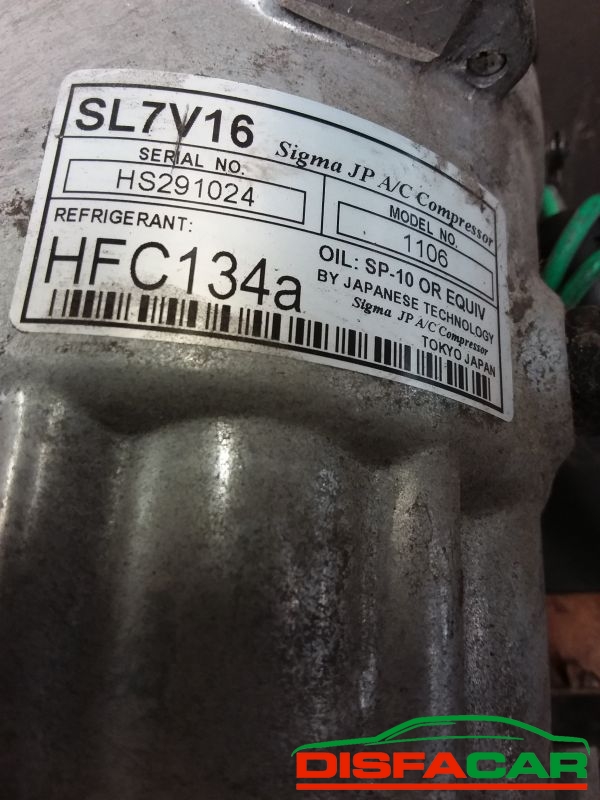 SL7V16
Sigma JP A/C Compressor
SERIAL NO.
HS291024
MODEL NO.
1106
REFRIGERANT:
HFC134a
OIL: SP-10 OR EQUIV
BY JAPANESE TECHNOLOGY
Sigma JP A/C Compressor
TOKYO JAPAN
DISFACAR